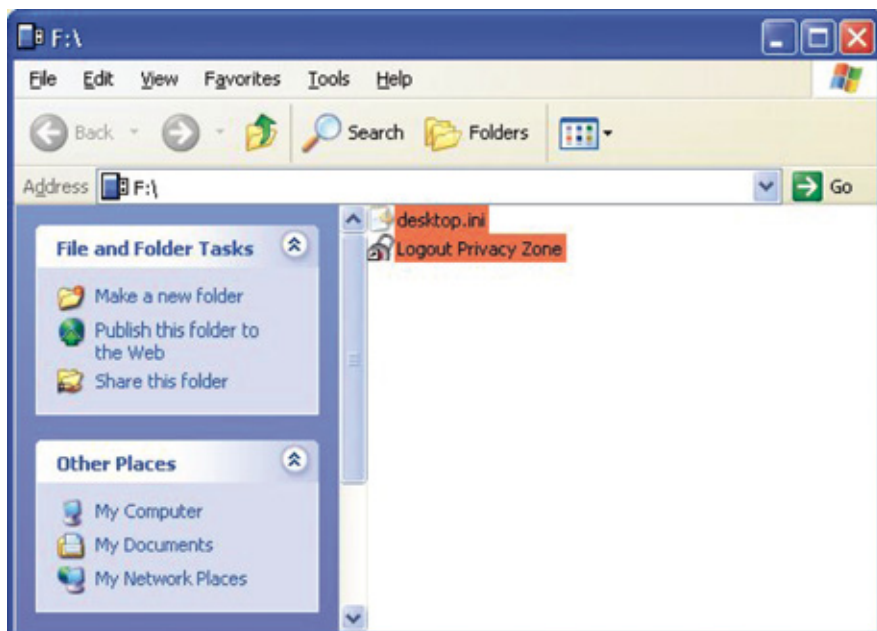 F:\
File Edit View Favorites Tools Help
Back Search Folders
Address F:\ Go
desktop.ini
Logout Privacy Zone
File and Folder Tasks
Make a new folder
Publish this folder to
the Web
Share this folder
Other Places
My Computer
My Documents
My Network Places